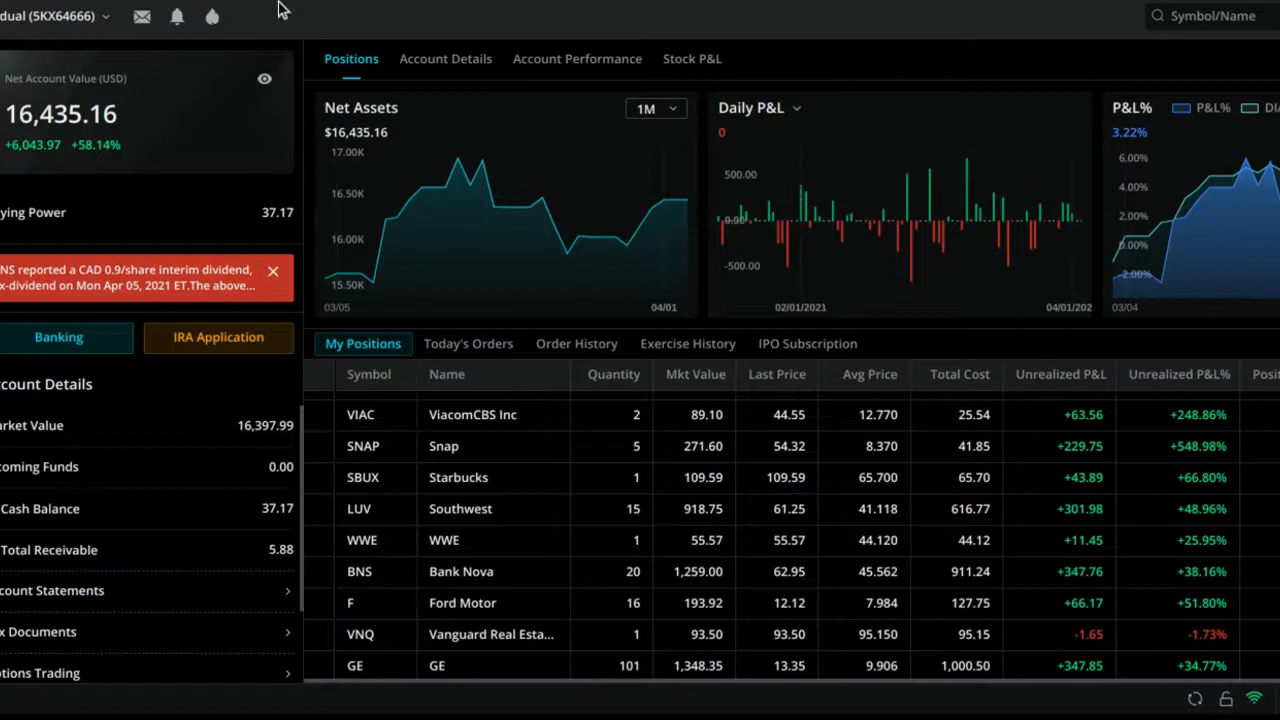 dual (5KX64666)
Symbol/Name
Net Account Value (USD)
16,435.16
+6,043.97 +58.14%
ying Power 37.17
NS reported a CAD 0.9/share interim dividend,
x-dividend on Mon Apr 05, 2021 ET.The above...
Banking IRA Application
count Details
arket Value 16,397.99
coming Funds 0.00
Cash Balance 37.17
Total Receivable 5.88
count Statements
x Documents
tions Trading
Positions Account Details Account Performance Stock P&L
Net Assets 1M
$16,435.16
17.00K
16.50K
16.00K
15.50K
03/05 04/01
Daily P&L
0
500.00
0.00
-500.00
02/01/2021 04/01/202
P&L% P&L% DI
3.22%
6.00%
4.00%
2.00%
0.00%
-2.00%
03/04
My Positions Today's Orders Order History Exercise History IPO Subscription
Symbol Name Quantity Mkt Value Last Price Avg Price Total Cost Unrealized P&L Unrealized P&L% Posit
VIAC ViacomCBS Inc 2 89.10 44.55 12.770 25.54 +63.56 +248.86%
SNAP Snap 5 271.60 54.32 8.370 41.85 +229.75 +548.98%
SBUX Starbucks 1 109.59 109.59 65.700 65.70 +43.89 +66.80%
LUV Southwest 15 918.75 61.25 41.118 616.77 +301.98 +48.96%
WWE WWE 1 55.57 55.57 44.120 44.12 +11.45 +25.95%
BNS Bank Nova 20 1,259.00 62.95 45.562 911.24 +347.76 +38.16%
F Ford Motor 16 193.92 12.12 7.984 127.75 +66.17 +51.80%
VNQ Vanguard Real Esta... 1 93.50 93.50 95.150 95.15 -1.65 -1.73%
GE GE 101 1,348.35 13.35 9.906 1,000.50 +347.85 +34.77%